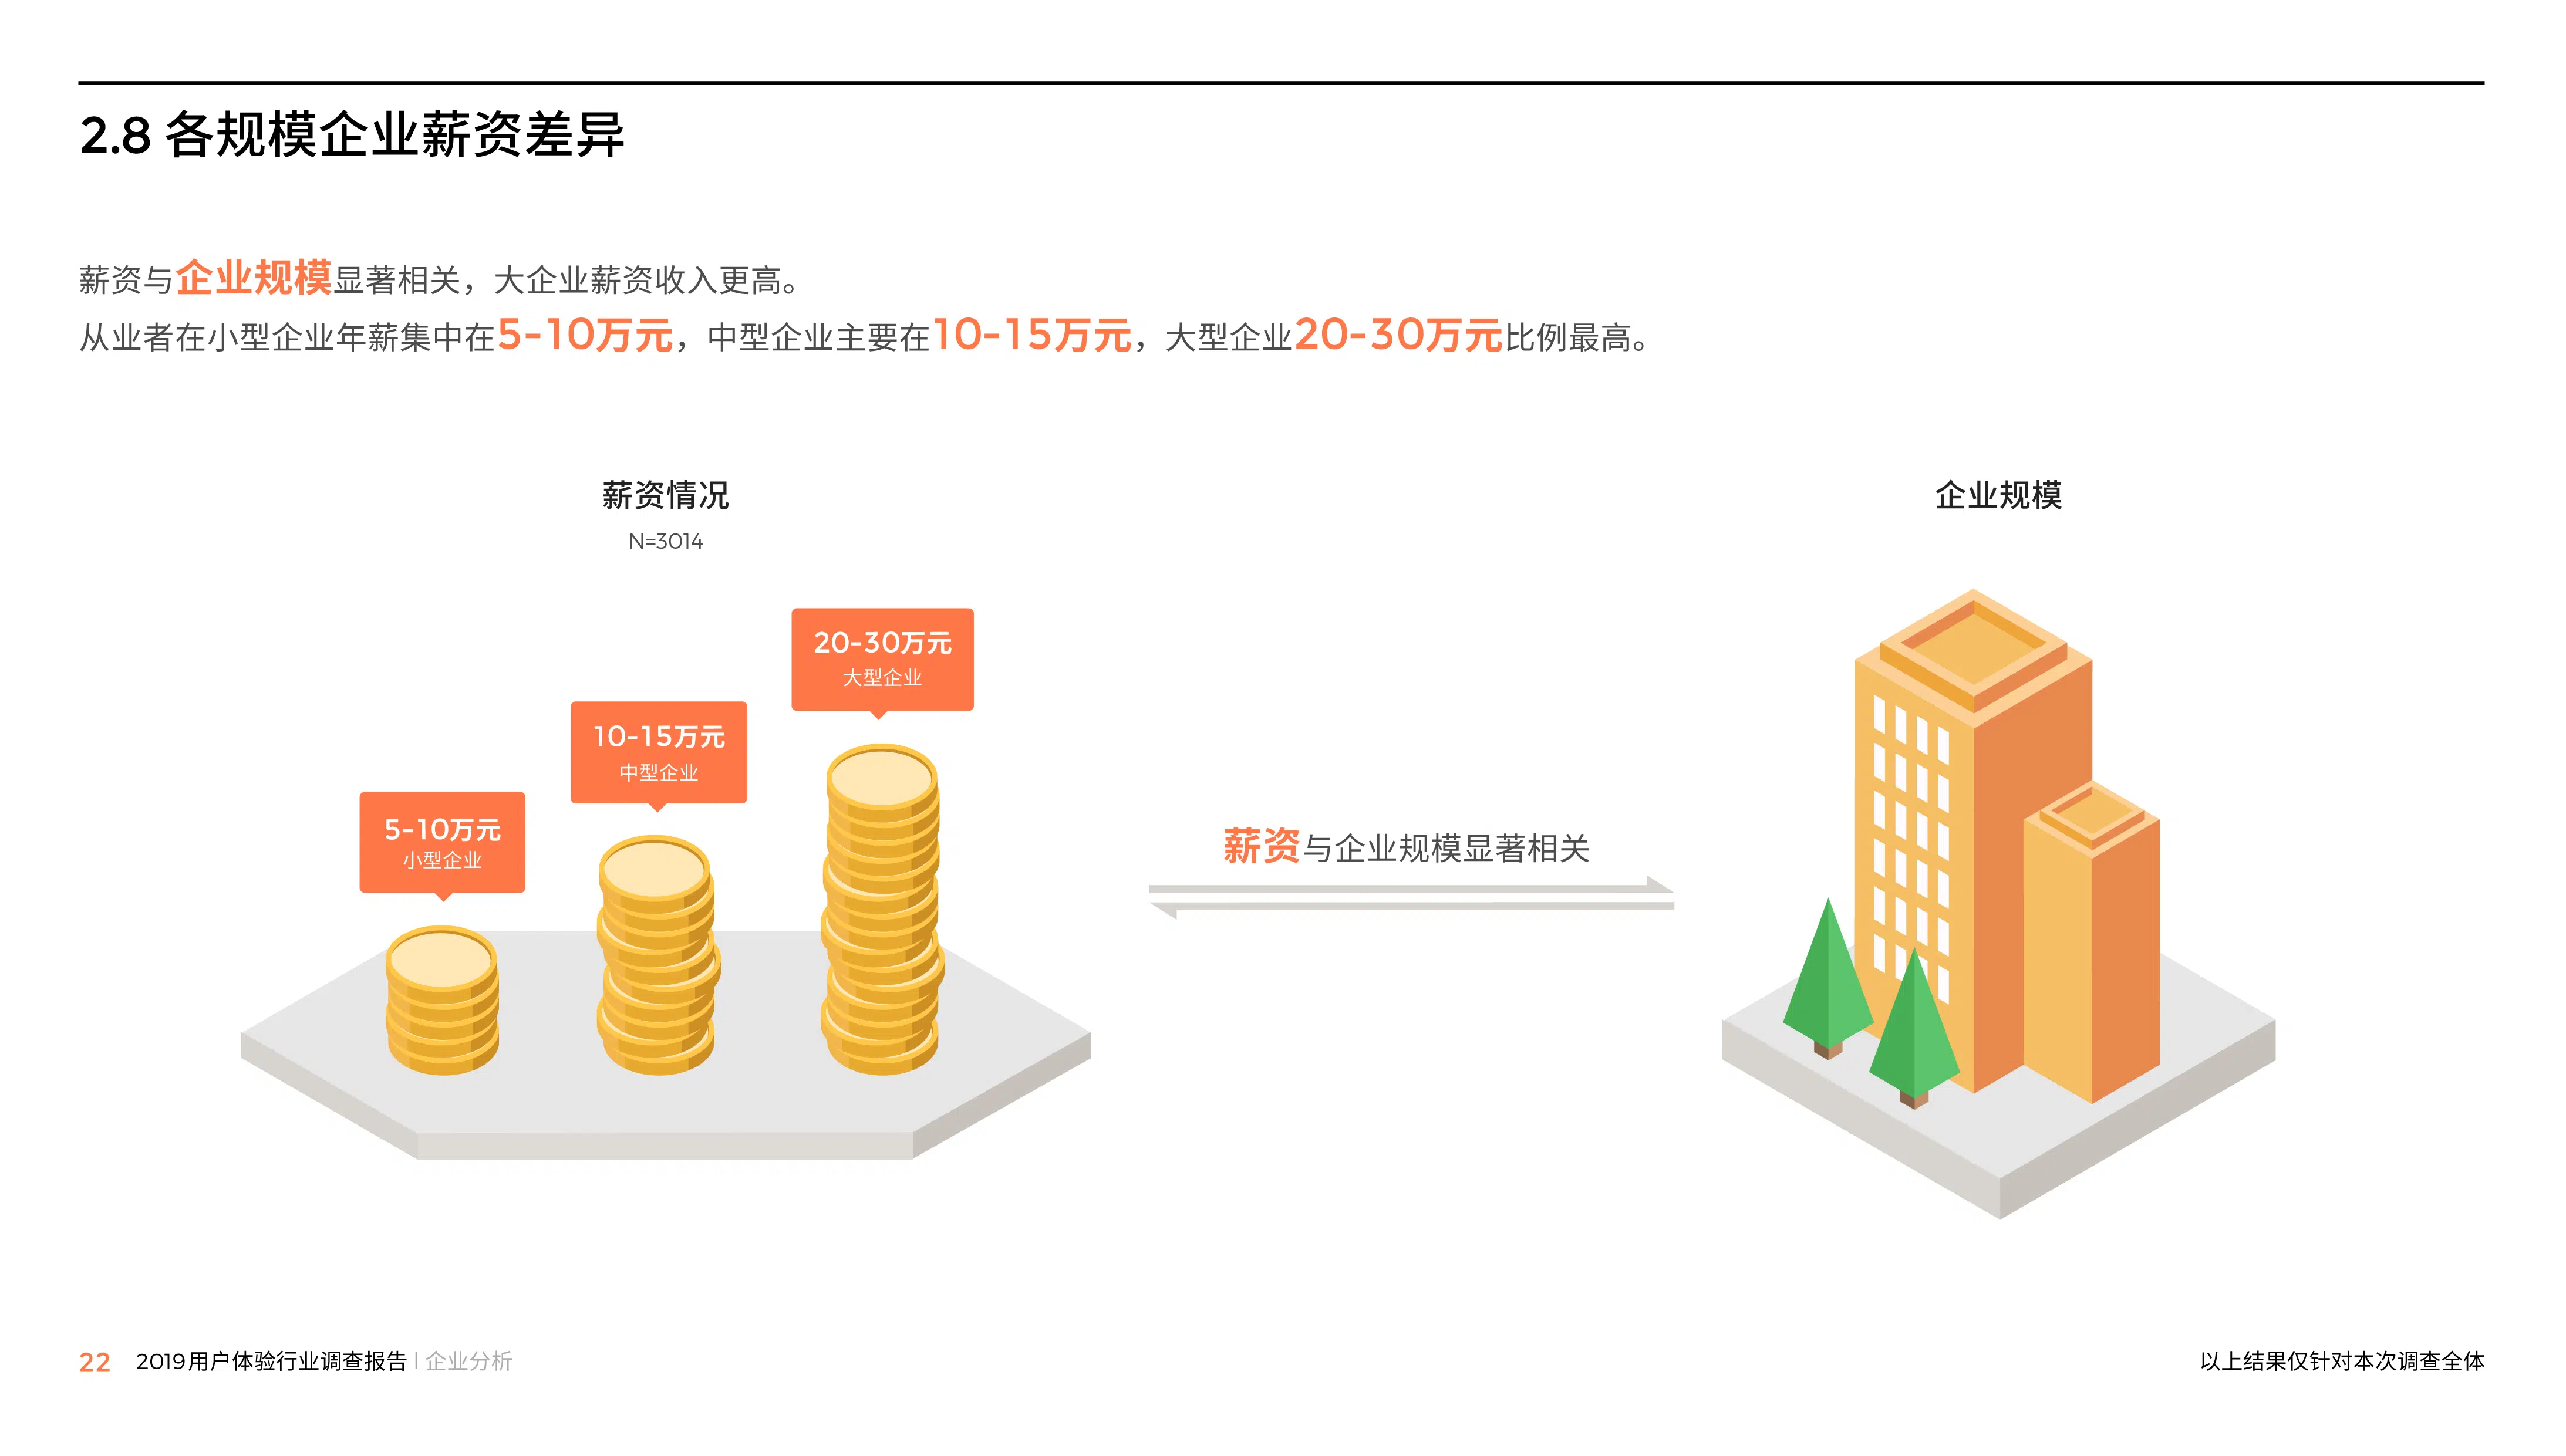 2.8 各规模企业薪资差异
薪资与企业规模显著相关，大企业薪资收入更高。
从业者在小型企业年薪集中在5-10万元，中型企业主要在10-15万元，大型企业20-30万元比例最高。
薪资情况
N=3014
20-30万元
大型企业
10-15万元
中型企业
5-10万元
小型企业
薪资与企业规模显著相关
企业规模
22 2019用户体验行业调查报告 | 企业分析
以上结果仅针对本次调查全体